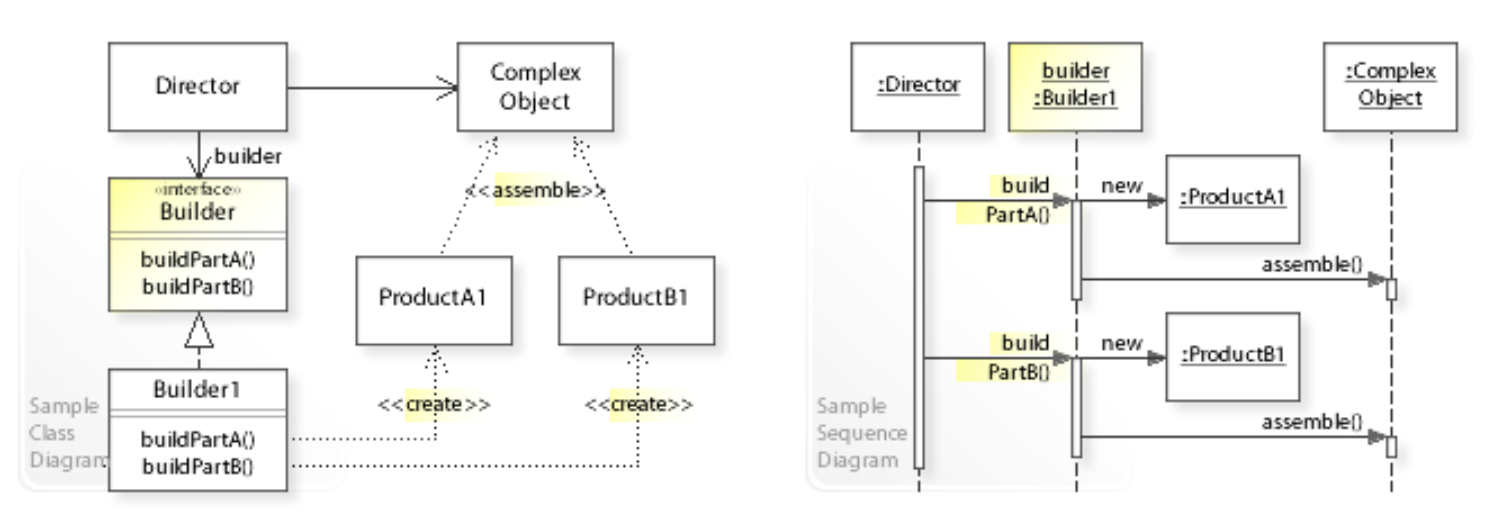 Director
Complex
Object
builder
«interface»
Builder
buildPartA()
buildPartB()
<<assemble>>
ProductA1
ProductB1
Builder1
buildPartA()
buildPartB()
<<create>>
<<create>>
Sample
Class
Diagram
:Director
builder
:Builder1
:Complex
Object
build
PartA()
new
:ProductA1
assemble()
build
PartB()
new
:ProductB1
assemble()
Sample
Sequence
Diagram